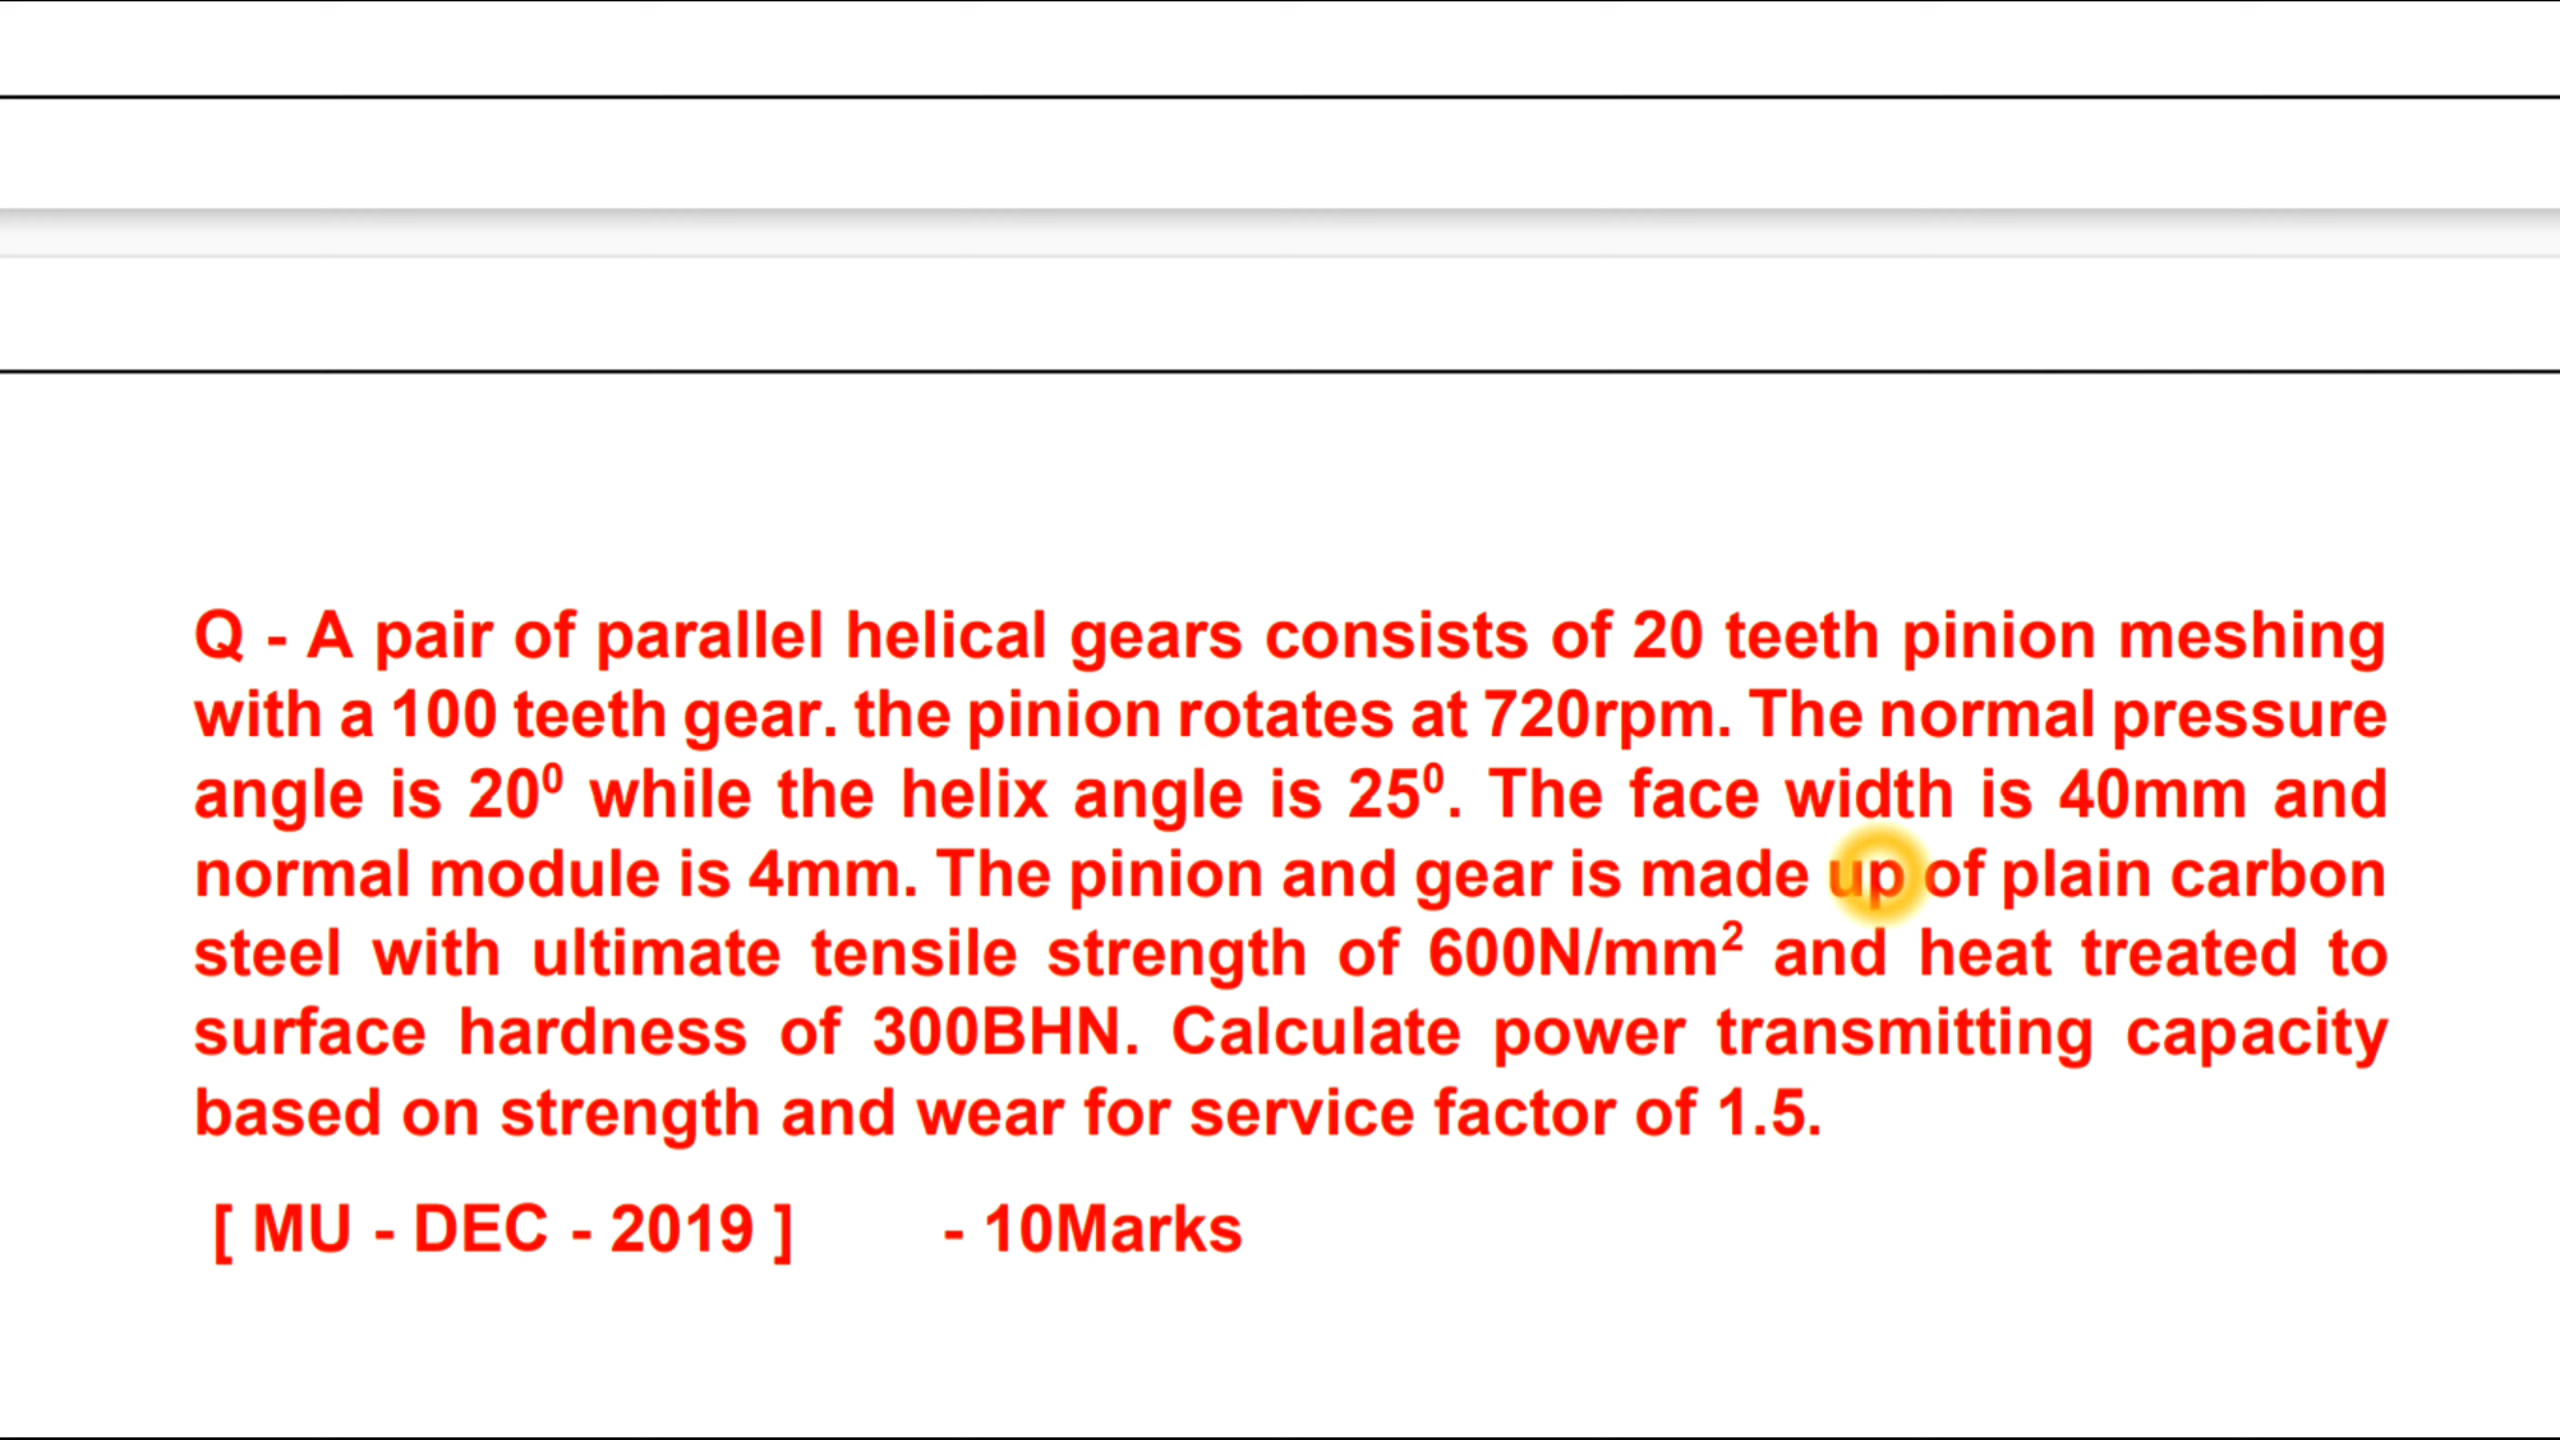 Q - A pair of parallel helical gears consists of 20 teeth pinion meshing
with a 100 teeth gear. the pinion rotates at 720rpm. The normal pressure
angle is 20⁰ while the helix angle is 25⁰. The face width is 40mm and
normal module is 4mm. The pinion and gear is made up of plain carbon
steel with ultimate tensile strength of 600N/mm² and heat treated to
surface hardness of 300BHN. Calculate power transmitting capacity
based on strength and wear for service factor of 1.5.
[ MU - DEC - 2019 ] - 10Marks